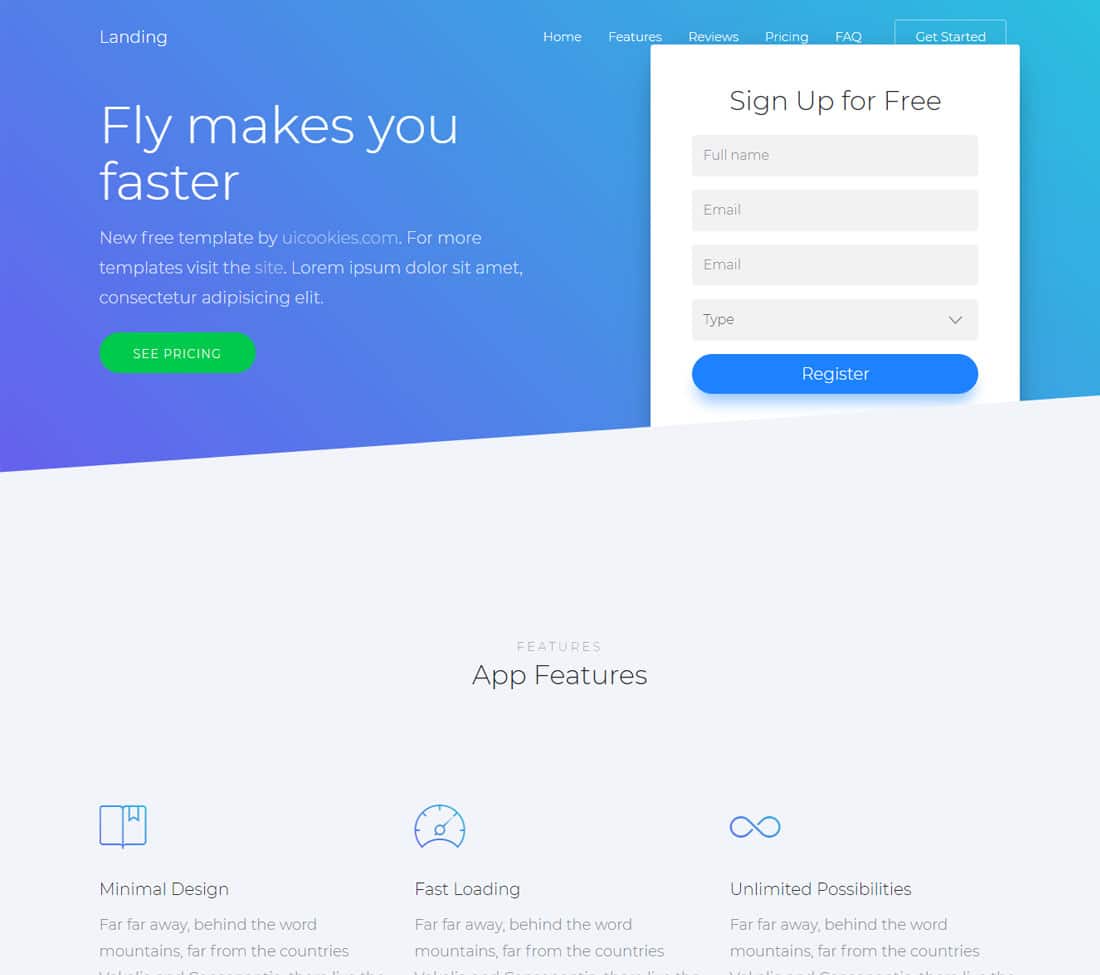 Landing
Home Features Reviews Pricing FAQ Get Started
Fly makes you
faster
New free template by uicookies.com. For more
templates visit the site. Lorem ipsum dolor sit amet,
consectetur adipisicing elit.
SEE PRICING
Sign Up for Free
Full name
Email
Email
Type
Register
FEATURES
App Features
Minimal Design
Far far away, behind the word
mountains, far from the countries
Fast Loading
Far far away, behind the word
mountains, far from the countries
Unlimited Possibilities
Far far away, behind the word
mountains, far from the countries